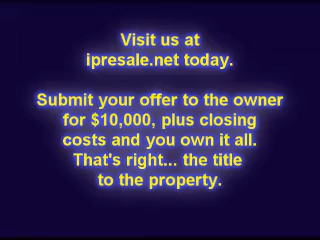 Visit us at
ipresale.net today.
Submit your offer to the owner
for $10,000, plus closing
costs and you own it all.
That's right... the title
to the property.